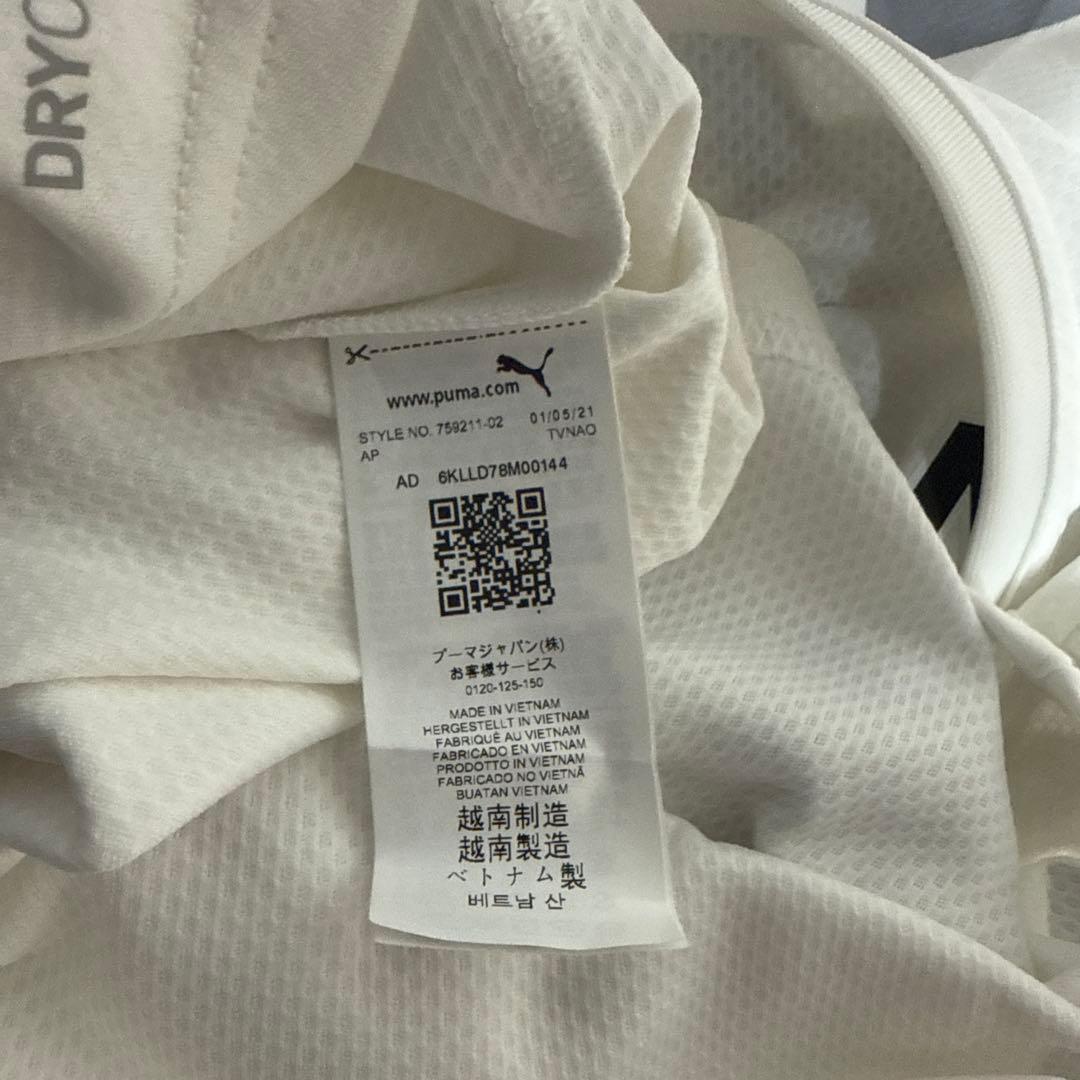 DRYC
www.puma.com
STYLE NO. 759211-02 01/05/21
AP TVNAO
AD 6KLLD78M00144
プーマジャパン(株)
お客様サービス
0120-125-150
MADE IN VIETNAM
HERGESTELLT IN VIETNAM
FABRIQUÉ AU VIETNAM
FABRICADO EN VIETNAM
PRODOTTO IN VIETNAM
FABRICADO NO VIETNÃ
BUATAN VIETNAM
越南制造
越南製造
ベトナム製
베트남 산